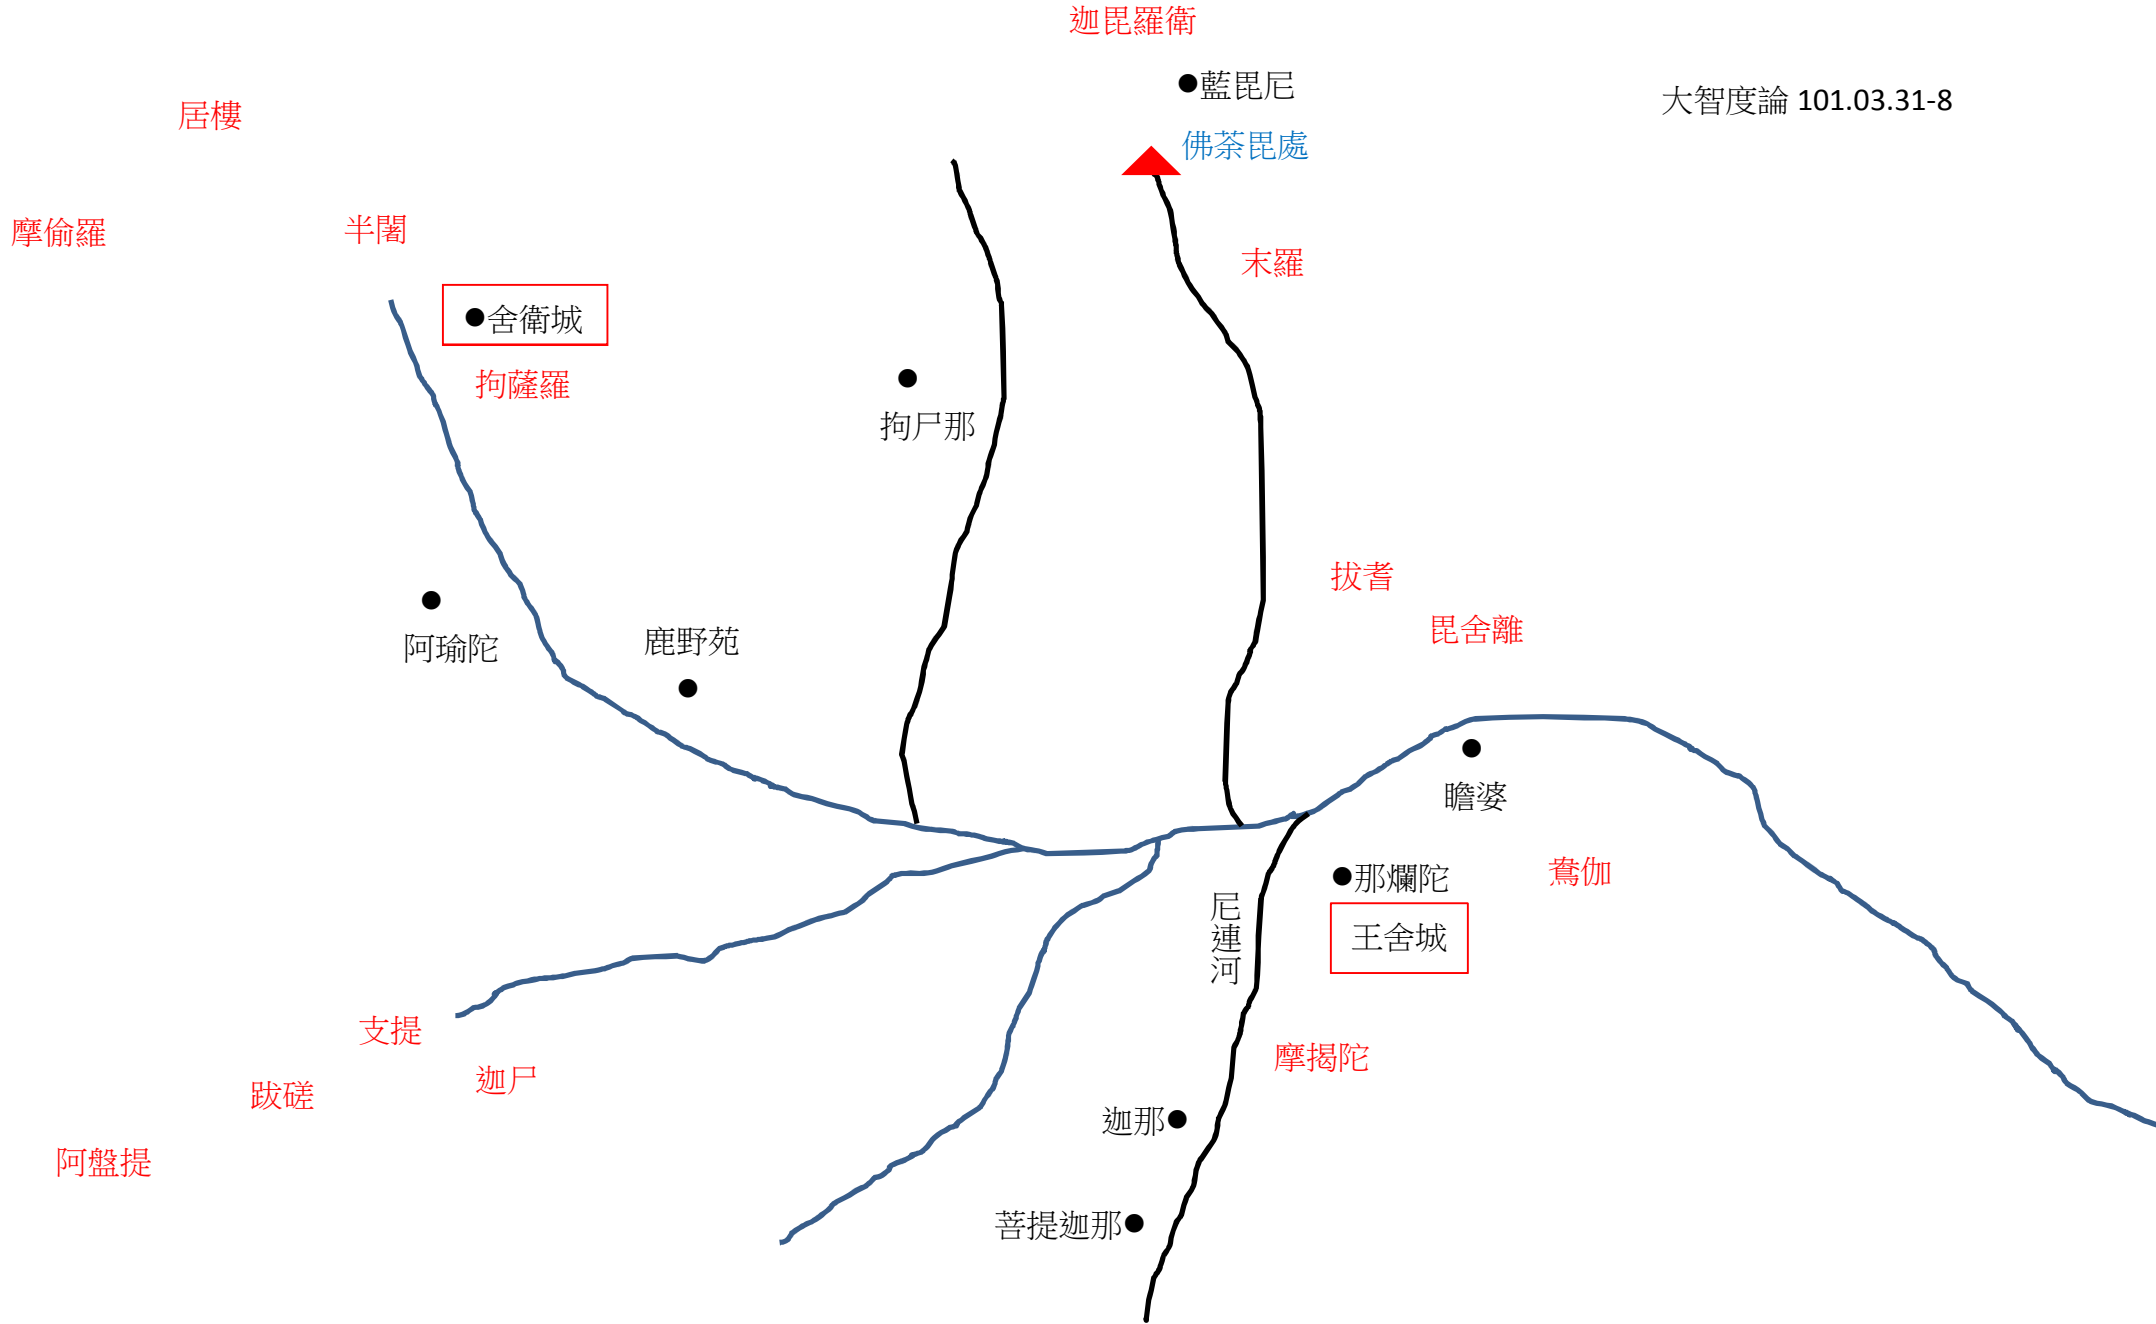 迦毘羅衛
藍毘尼
大智度論 101.03.31-8
居樓
佛荼毘處
摩偷羅
半闍
末羅
舍衛城
拘薩羅
拘尸那
拔耆
毘舍離
阿瑜陀
鹿野苑
瞻婆
那爛陀
鴦伽
尼連河
王舍城
支提
摩揭陀
迦尸
跋磋
迦那
阿盤提
菩提迦那